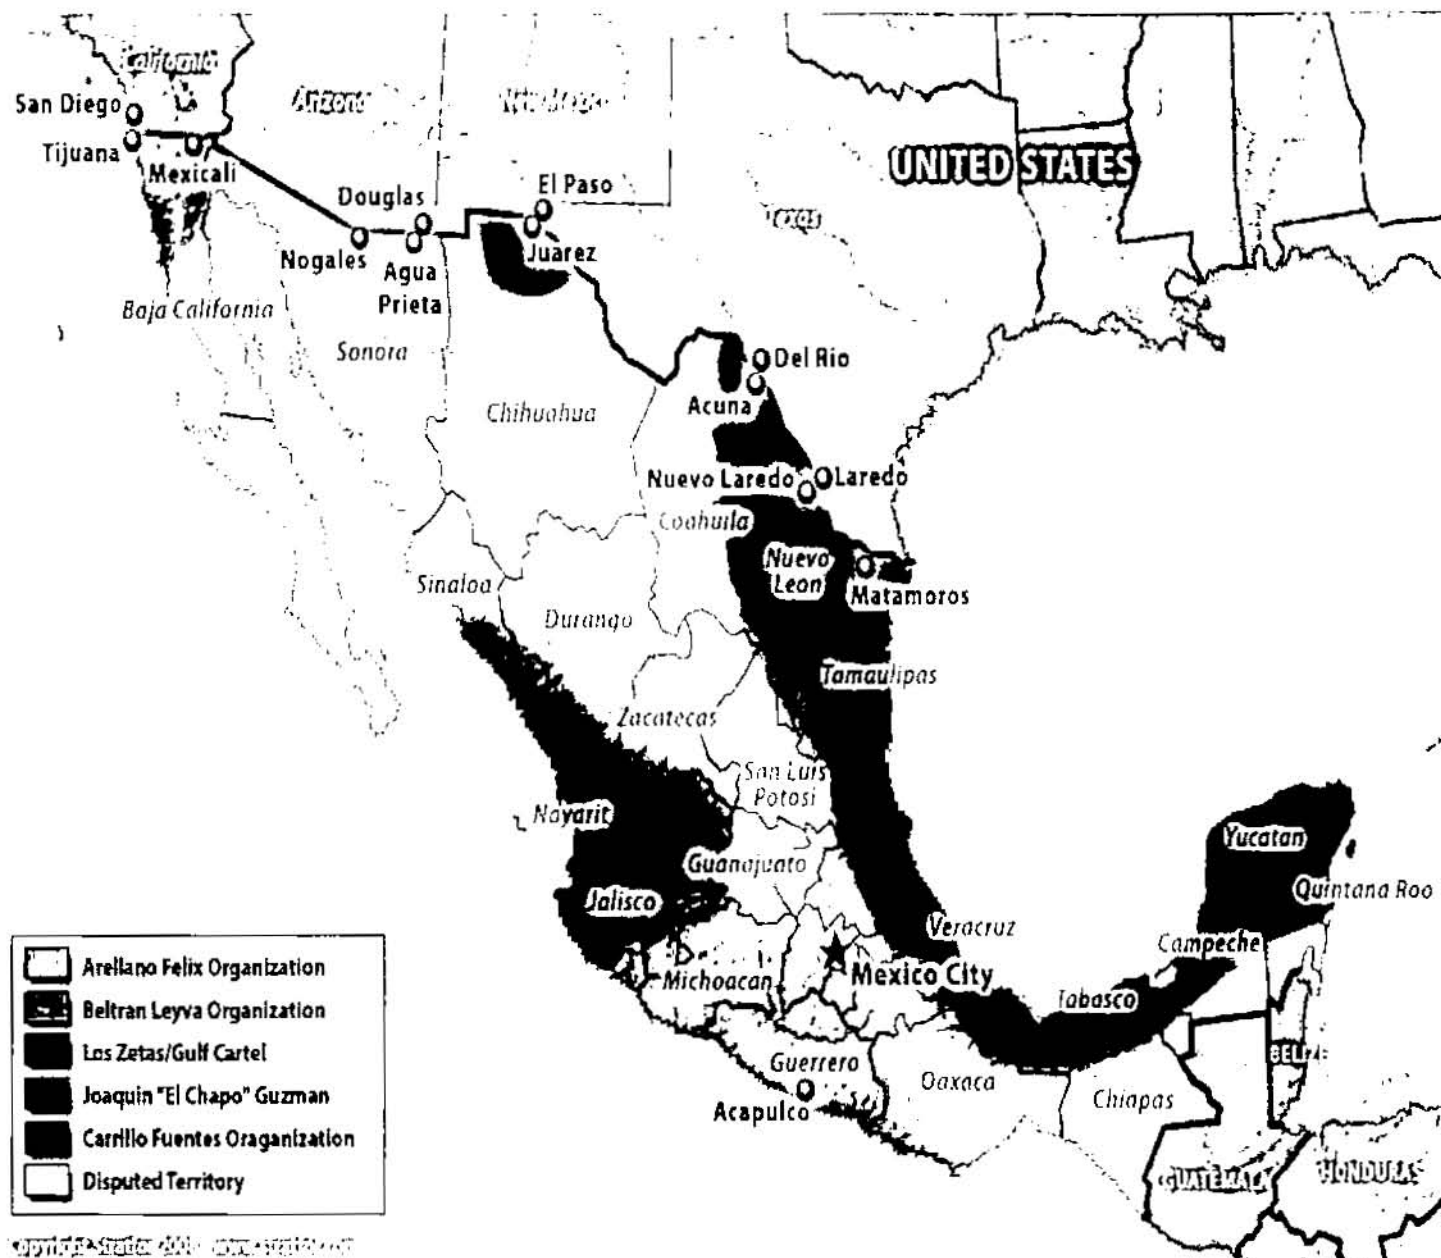 California
San Diego
Arizona
Tijuana
Mexicali
UNITED STATES
El Paso
Douglas
Texas
Nogales
Juarez
Agua
Prieta
Baja California
Sonora
Del Rio
Chihuahua
Acuna
Nuevo Laredo
Laredo
Coahuila
Nuevo
Leon
Sinaloa
Matamoros
Durango
Tamaulipas
Zacatecas
San Luis
Potosi
Nayarit
Yucatan
Guanajuato
Quintana Roo
Jalisco
Veracruz
Campeche
Michoacan
Mexico City
Tabasco
Guerrero
Oaxaca
Chiapas
Acapulco
GUATEMALA
HONDURAS
Arellano Felix Organization
Beltran Leyva Organization
Los Zetas/Gulf Cartel
Joaquin "El Chapo" Guzman
Carrillo Fuentes Oraganization
Disputed Territory